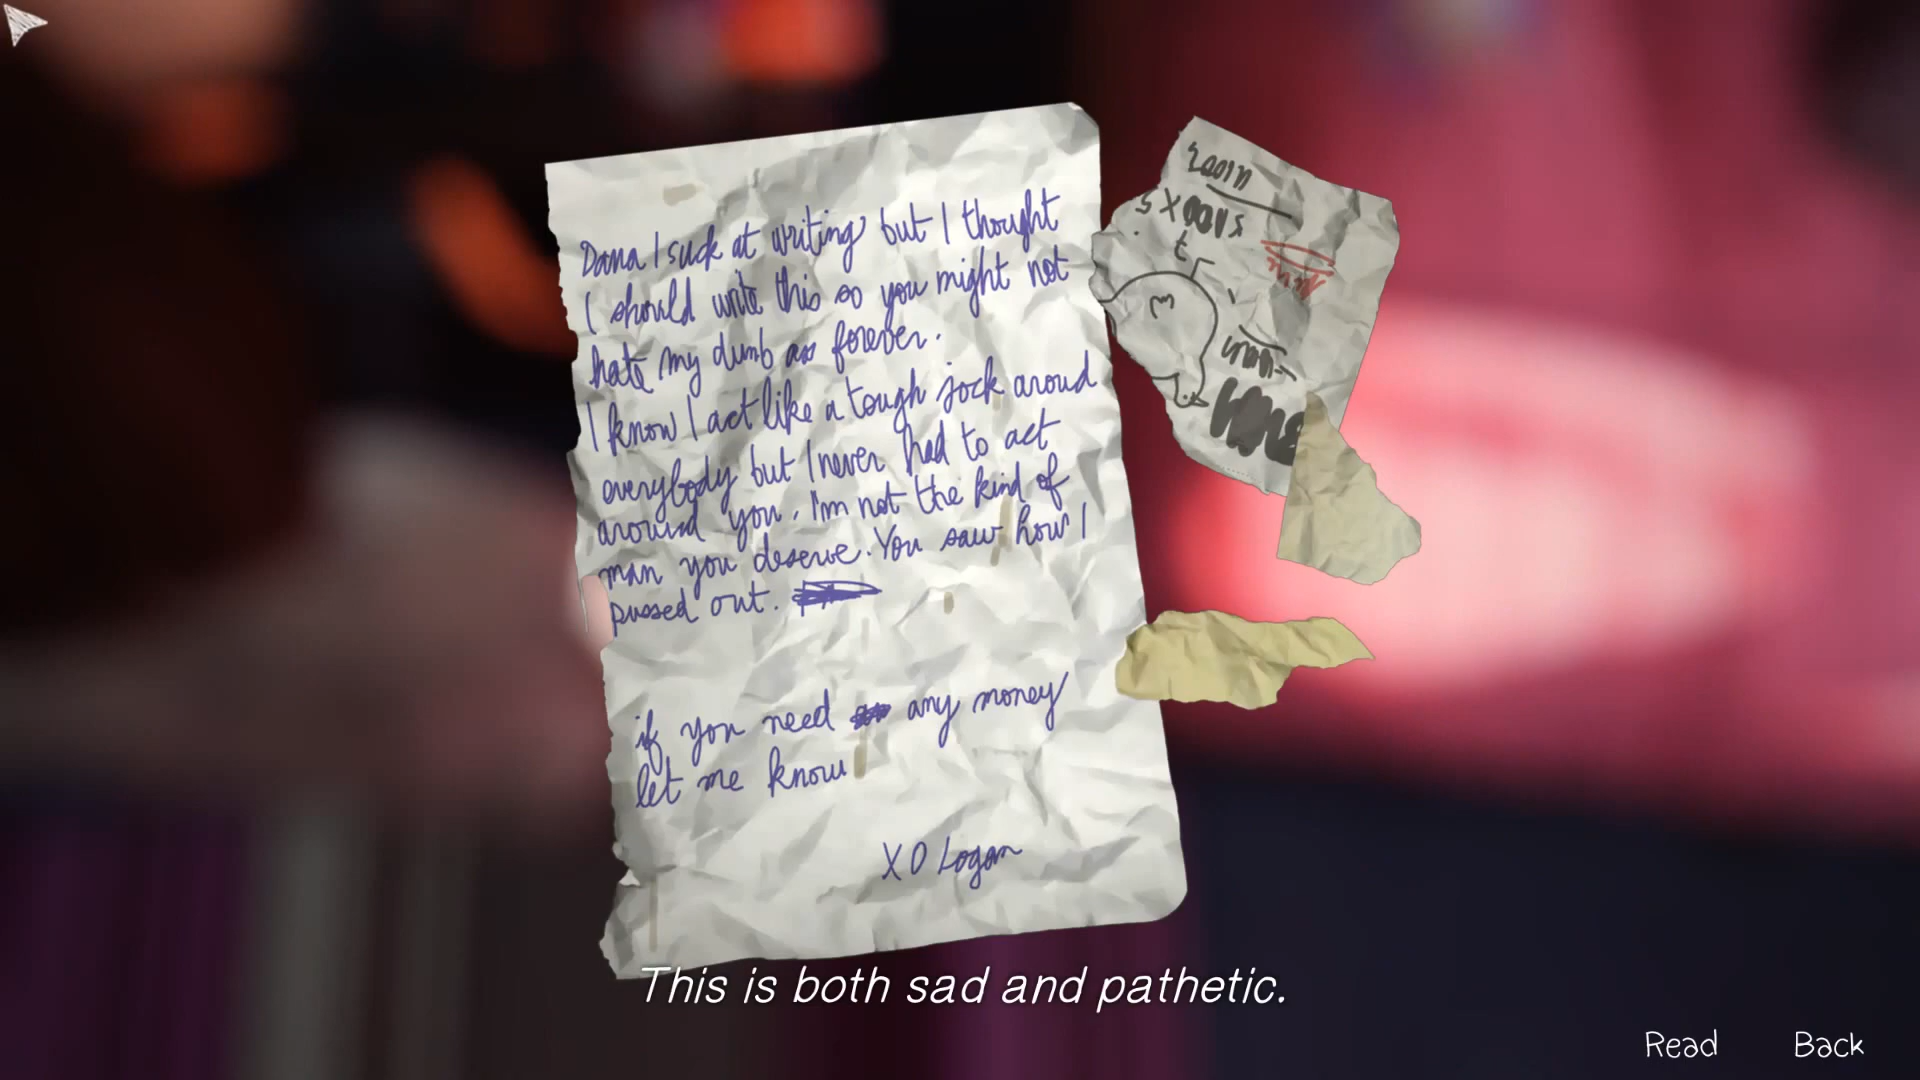 Dana I suck at writing but I thought
I should write this so you might not
hate my dumb ass forever.
I know I act like a tough jock aroud
everybody but I never had to act
around you. I'm not the kind of
man you deserve. You saw how I
pussed out.
if you need any money
let me know
XO Logan
This is both sad and pathetic.
Read
Back